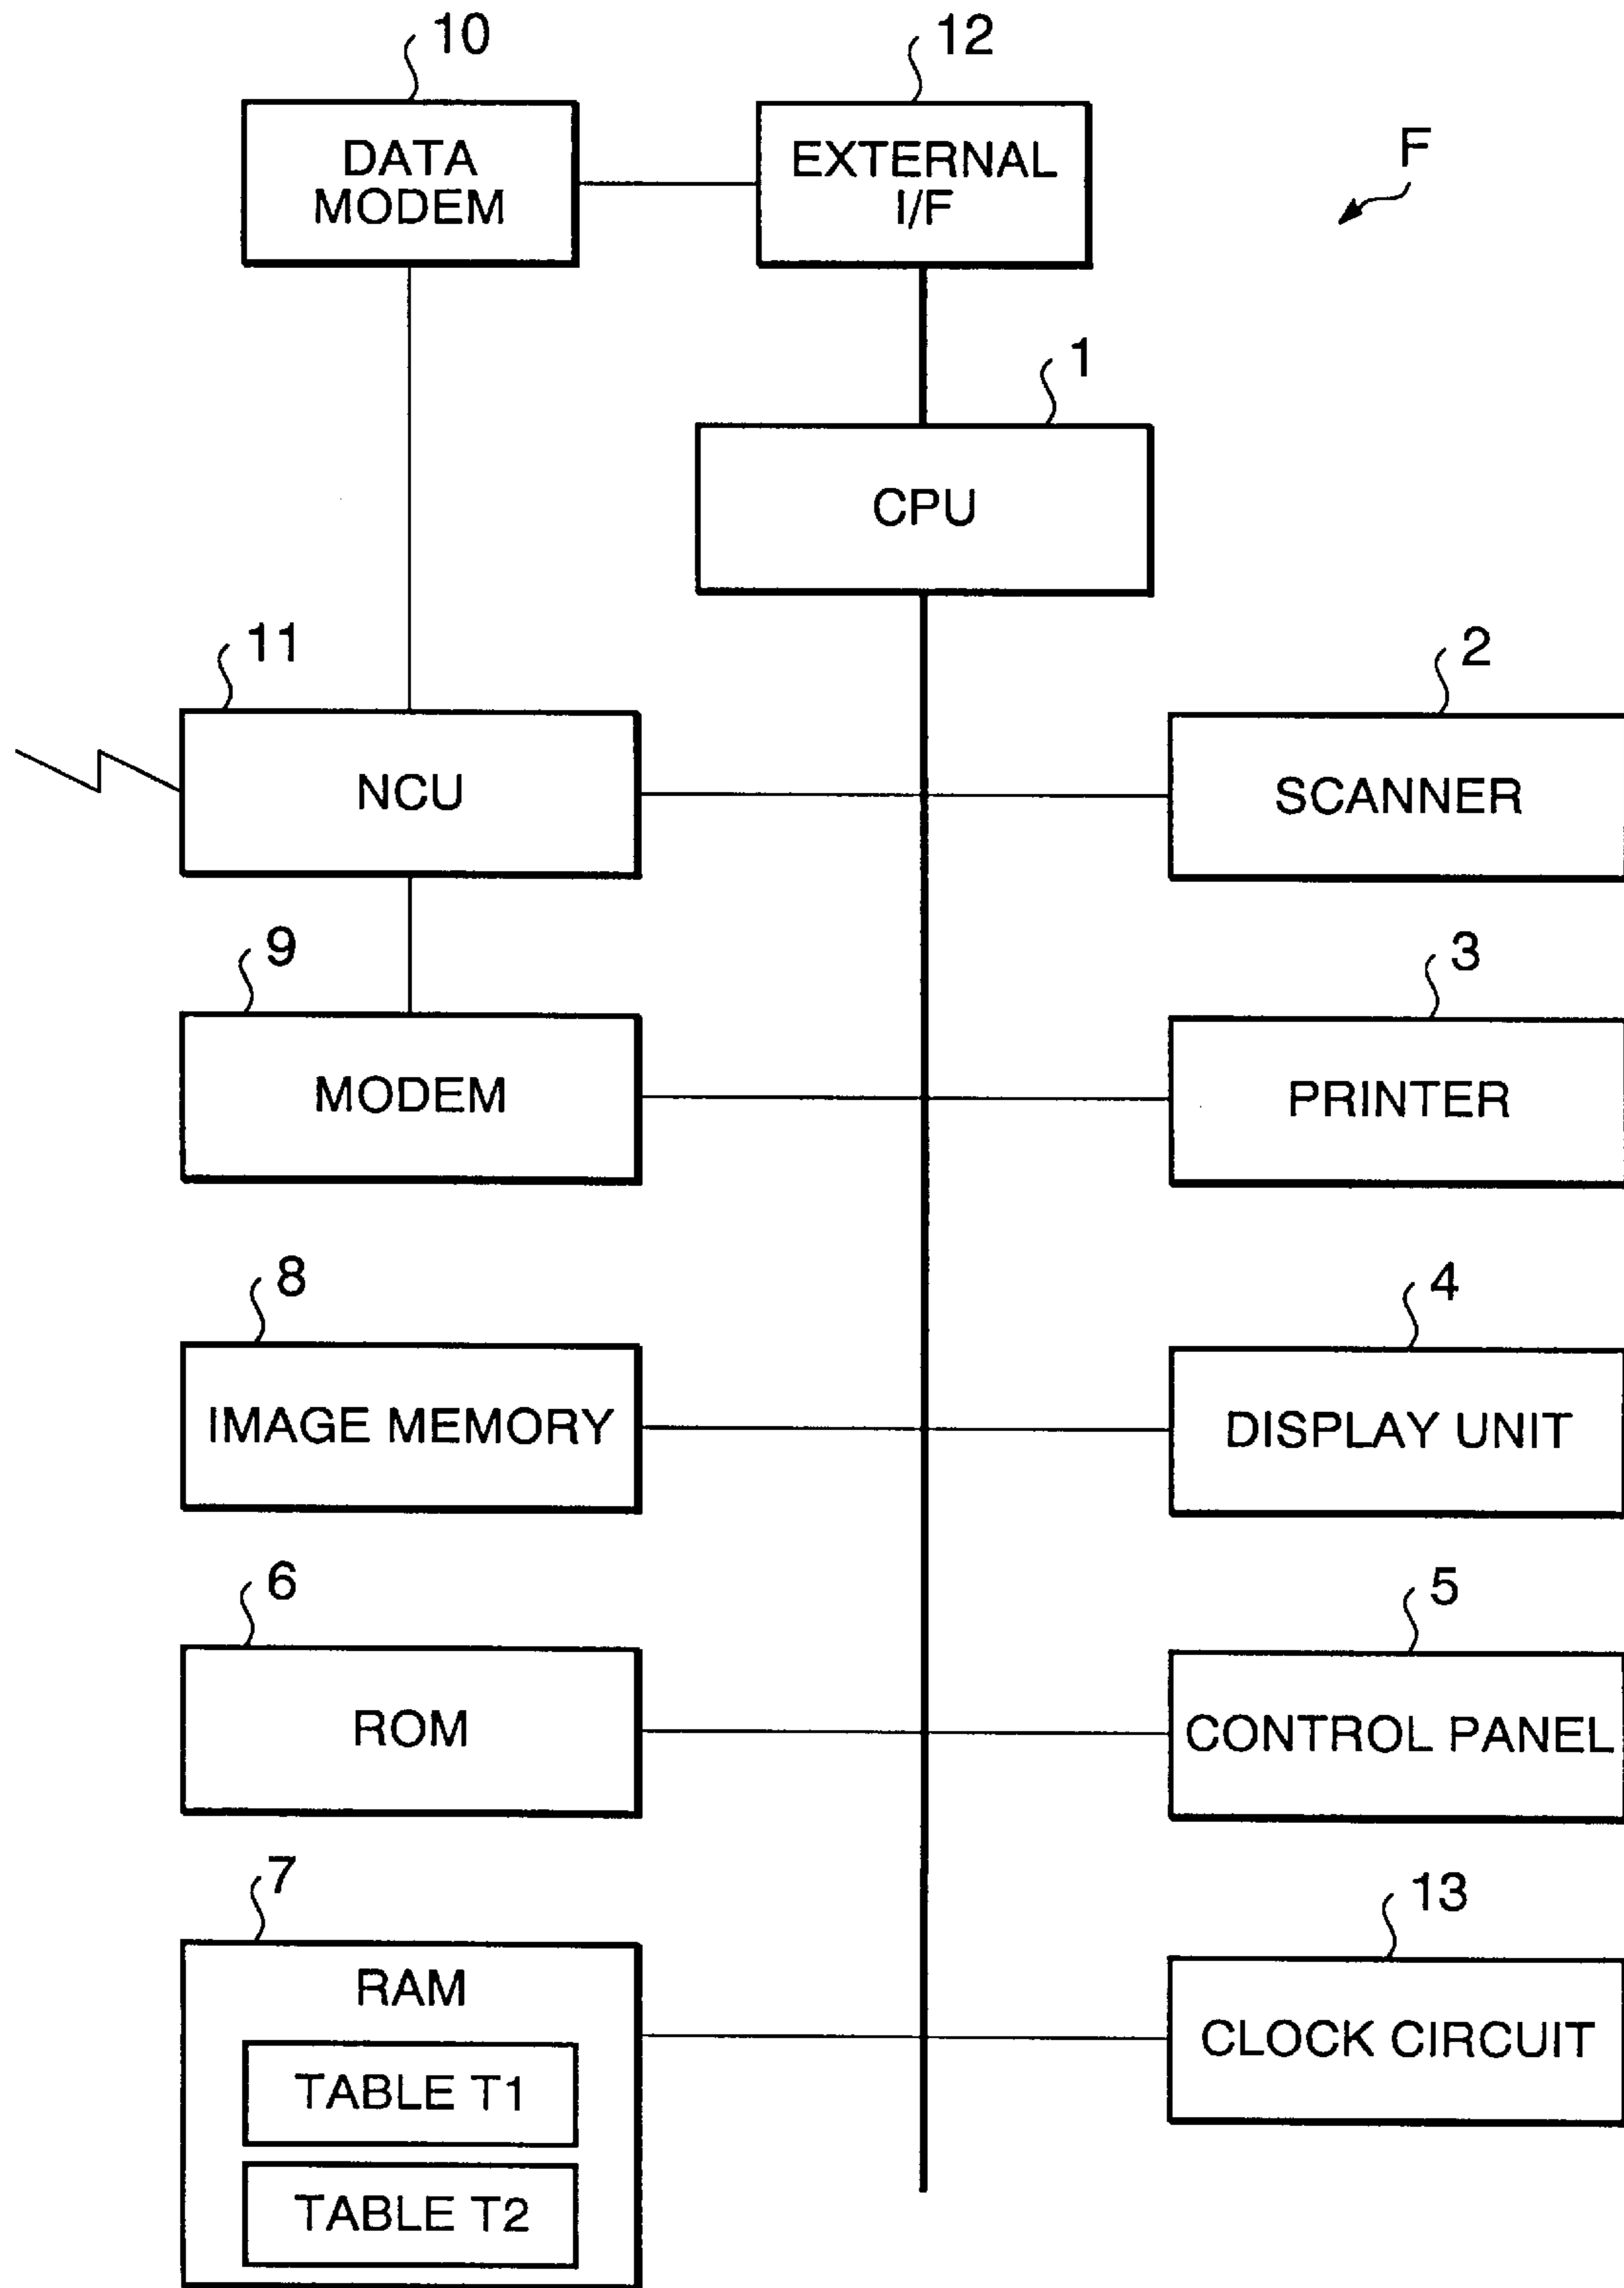 10
12
DATA
MODEM
EXTERNAL
I/F
F
1
CPU
11
2
NCU
SCANNER
9
3
MODEM
PRINTER
8
4
IMAGE MEMORY
DISPLAY UNIT
6
5
ROM
CONTROL PANEL
7
13
RAM
CLOCK CIRCUIT
TABLE T1
TABLE T2